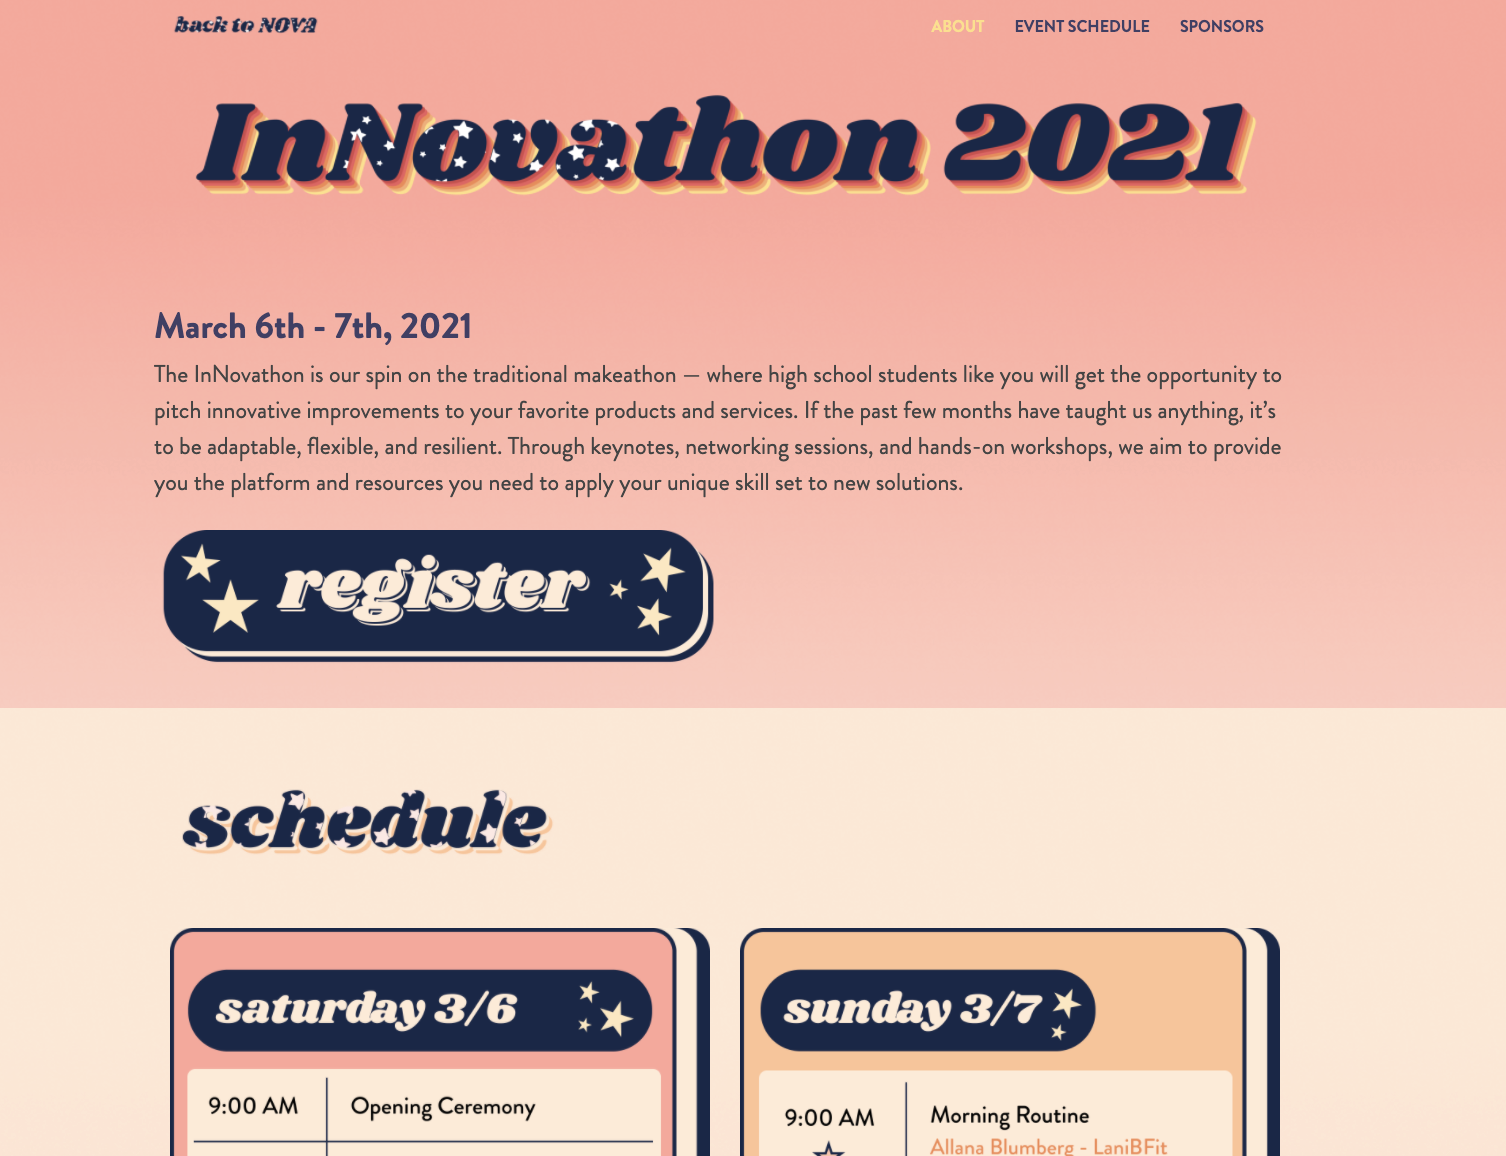 back to NOVA
ABOUT
EVENT SCHEDULE
SPONSORS
InNovathon 2021
March 6th - 7th, 2021
The InNovathon is our spin on the traditional makeathon — where high school students like you will get the opportunity to
pitch innovative improvements to your favorite products and services. If the past few months have taught us anything, it’s
to be adaptable, flexible, and resilient. Through keynotes, networking sessions, and hands-on workshops, we aim to provide
you the platform and resources you need to apply your unique skill set to new solutions.
register
schedule
saturday 3/6
9:00 AM
Opening Ceremony
sunday 3/7
9:00 AM
Morning Routine
Allana Blumberg - LaniBFit